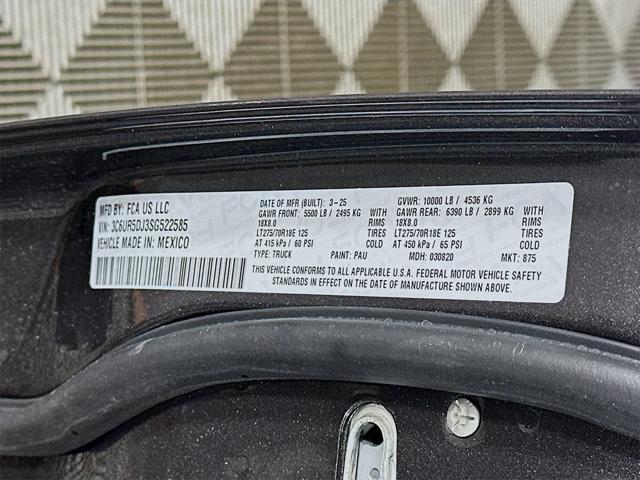 MFD BY: FCA US LLC
VIN: 3C6UR5DJ3SG522585
VEHICLE MADE IN: MEXICO
DATE OF MFR (BUILT): 3-25 GVWR: 10000 LB / 4536 KG
GAWR FRONT: 5500 LB / 2495 KG WITH GAWR REAR: 6390 LB / 2899 KG WITH
18X8.0 RIMS 18X8.0 RIMS
LT275/70R18E 125 TIRES LT275/70R18E 125 TIRES
AT 415 kPa / 60 PSI COLD AT 450 kPa / 65 PSI COLD
TYPE: TRUCK PAINT: PAU MDH: 030820 MKT: 875
THIS VEHICLE CONFORMS TO ALL APPLICABLE U.S.A. FEDERAL MOTOR VEHICLE SAFETY
STANDARDS IN EFFECT ON THE DATE OF MANUFACTURE SHOWN ABOVE.